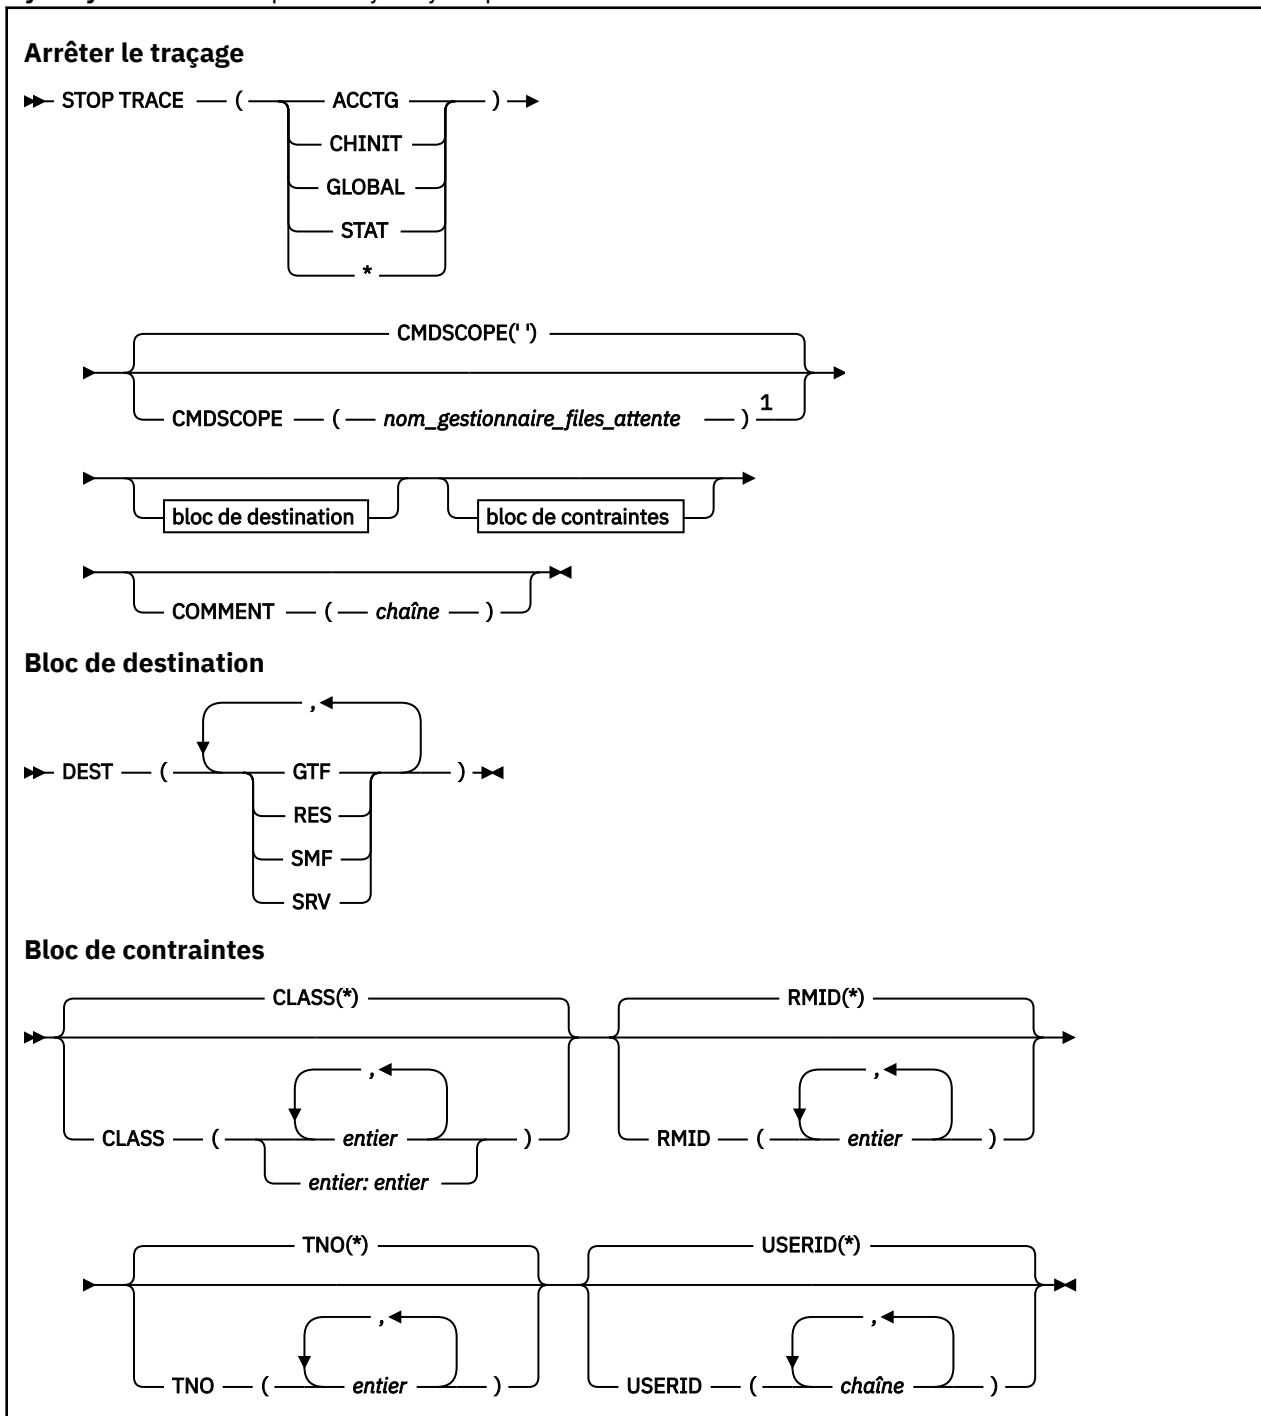 Arrêter le traçage
STOP TRACE ( ACCTG )
CHINIT
GLOBAL
STAT
*
CMDSCOPE(' ')
CMDSCOPE ( nom_gestionnaire_files_attente ) 1
bloc de destination bloc de contraintes
COMMENT ( chaîne )
Bloc de destination
,
DEST ( GTF )
RES
SMF
SRV
Bloc de contraintes
CLASS(*) RMID(*)
, ,
CLASS ( entier ) RMID ( entier )
entier: entier
TNO(*) USERID(*)
, ,
TNO ( entier ) USERID ( chaîne )